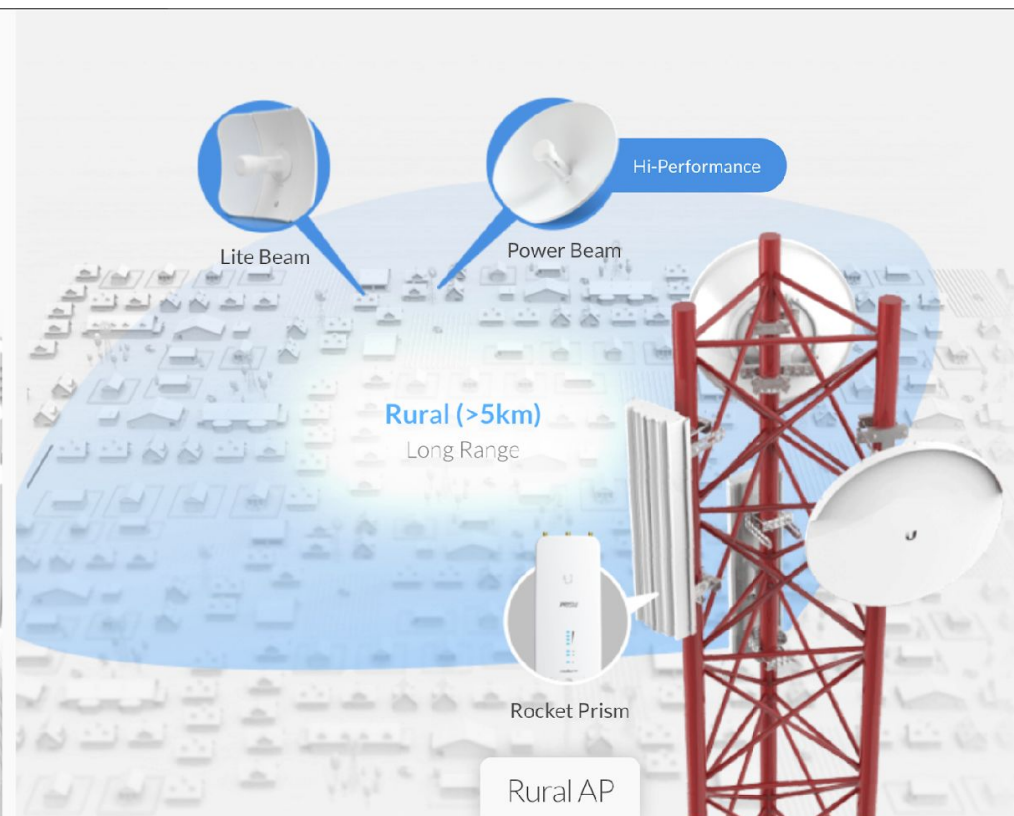 Hi-Performance
Lite Beam
Power Beam
Rural (>5km)
Long Range
Rocket Prism
Rural AP